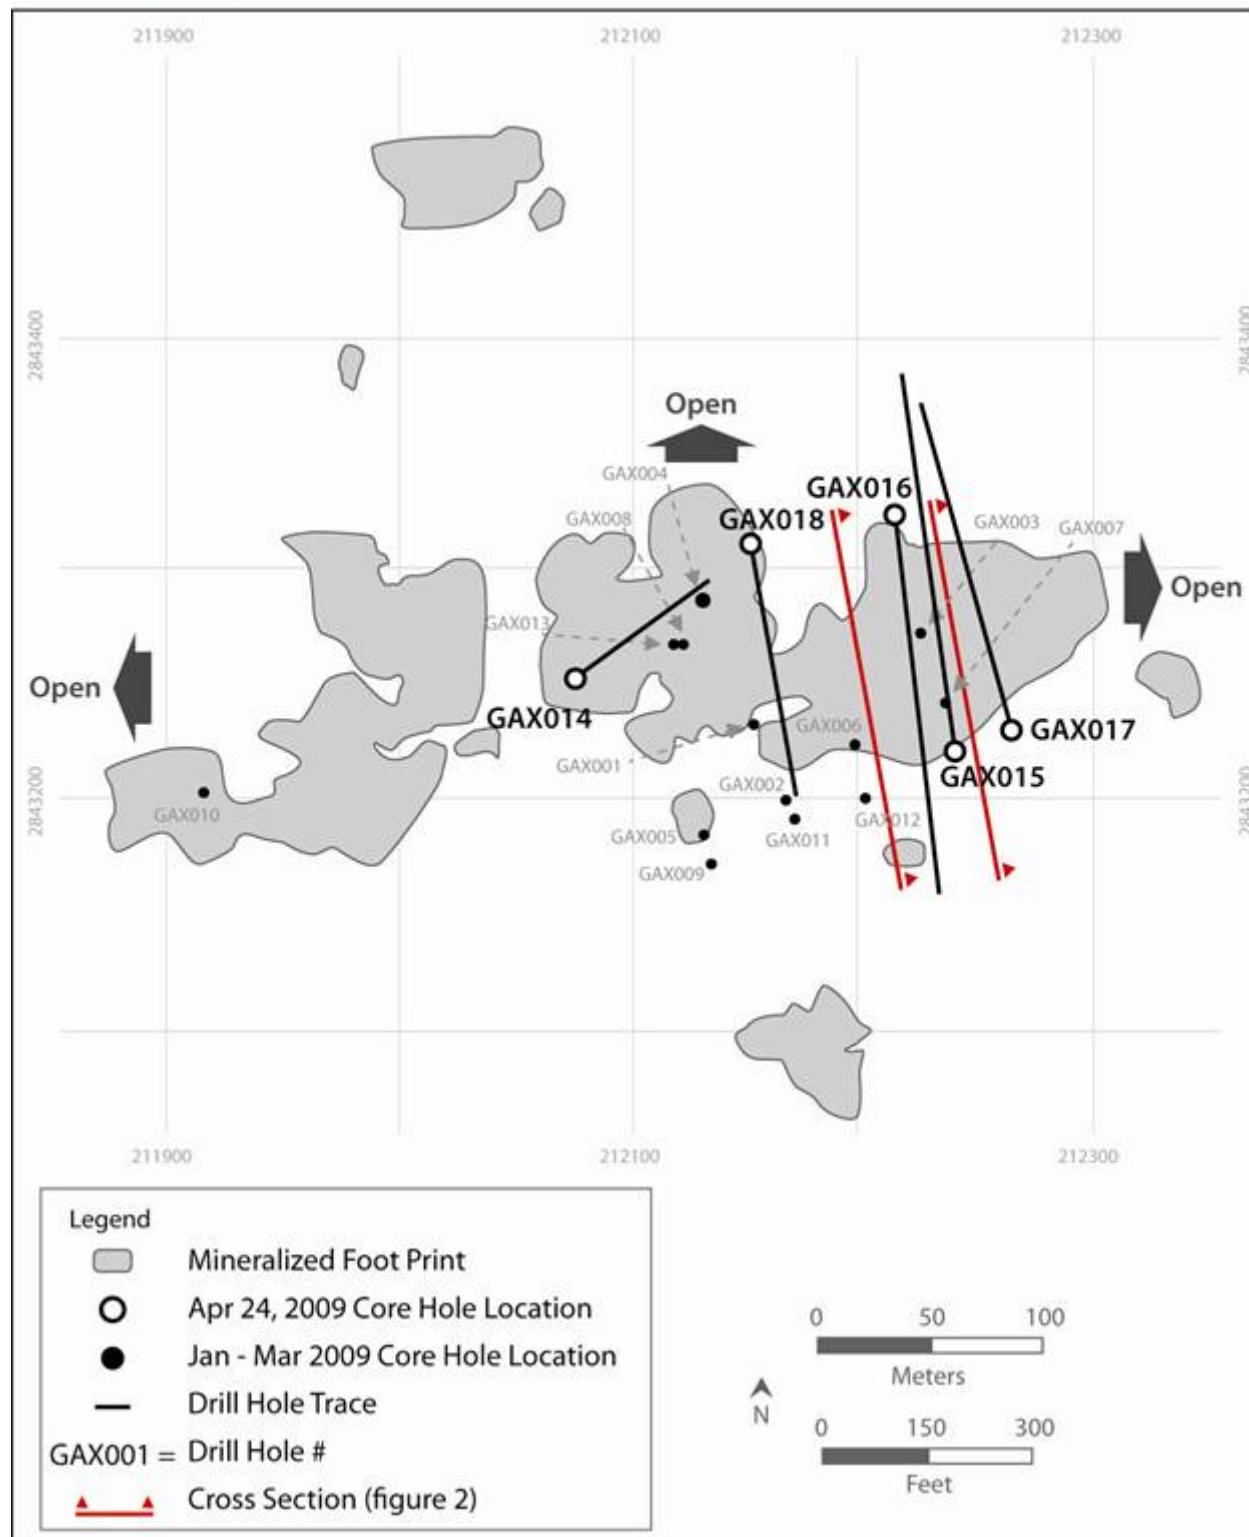 211900 212100 212300
2843400 2843400
Open
GAX004
GAX016
GAX008 GAX018 GAX003 GAX007
Open
GAX013
Open
GAX014
GAX006 GAX017
GAX001 GAX015
GAX002
2843200 2843200
GAX010
GAX005 GAX011 GAX012
GAX009
211900 212100 212300
Legend
Mineralized Foot Print
Apr 24, 2009 Core Hole Location
Jan - Mar 2009 Core Hole Location
Drill Hole Trace
GAX001 = Drill Hole #
Cross Section (figure 2)
0 50 100
Meters
N
0 150 300
Feet